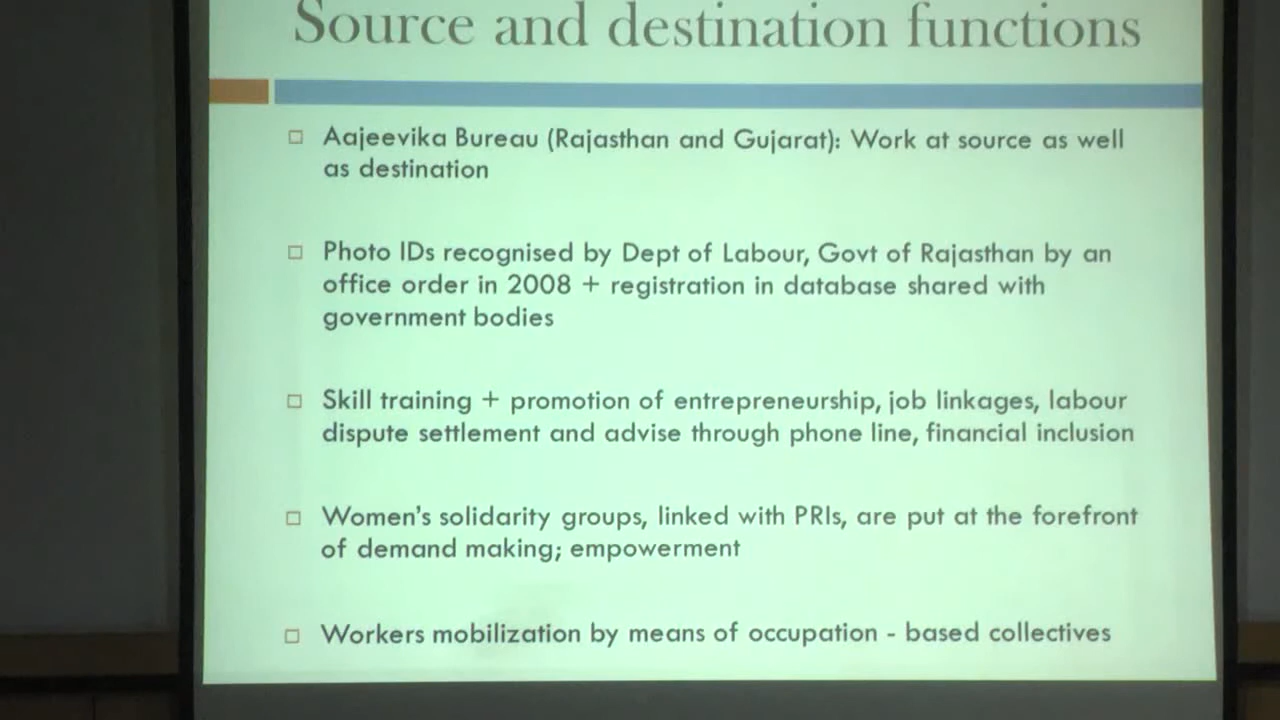 Source and destination functions
Aajeevika Bureau (Rajasthan and Gujarat): Work at source as well
as destination
Photo IDs recognised by Dept of Labour, Govt of Rajasthan by an
office order in 2008 + registration in database shared with
government bodies
Skill training + promotion of entrepreneurship, job linkages, labour
dispute settlement and advise through phone line, financial inclusion
Women's solidarity groups, linked with PRIs, are put at the forefront
of demand making; empowerment
Workers mobilization by means of occupation - based collectives